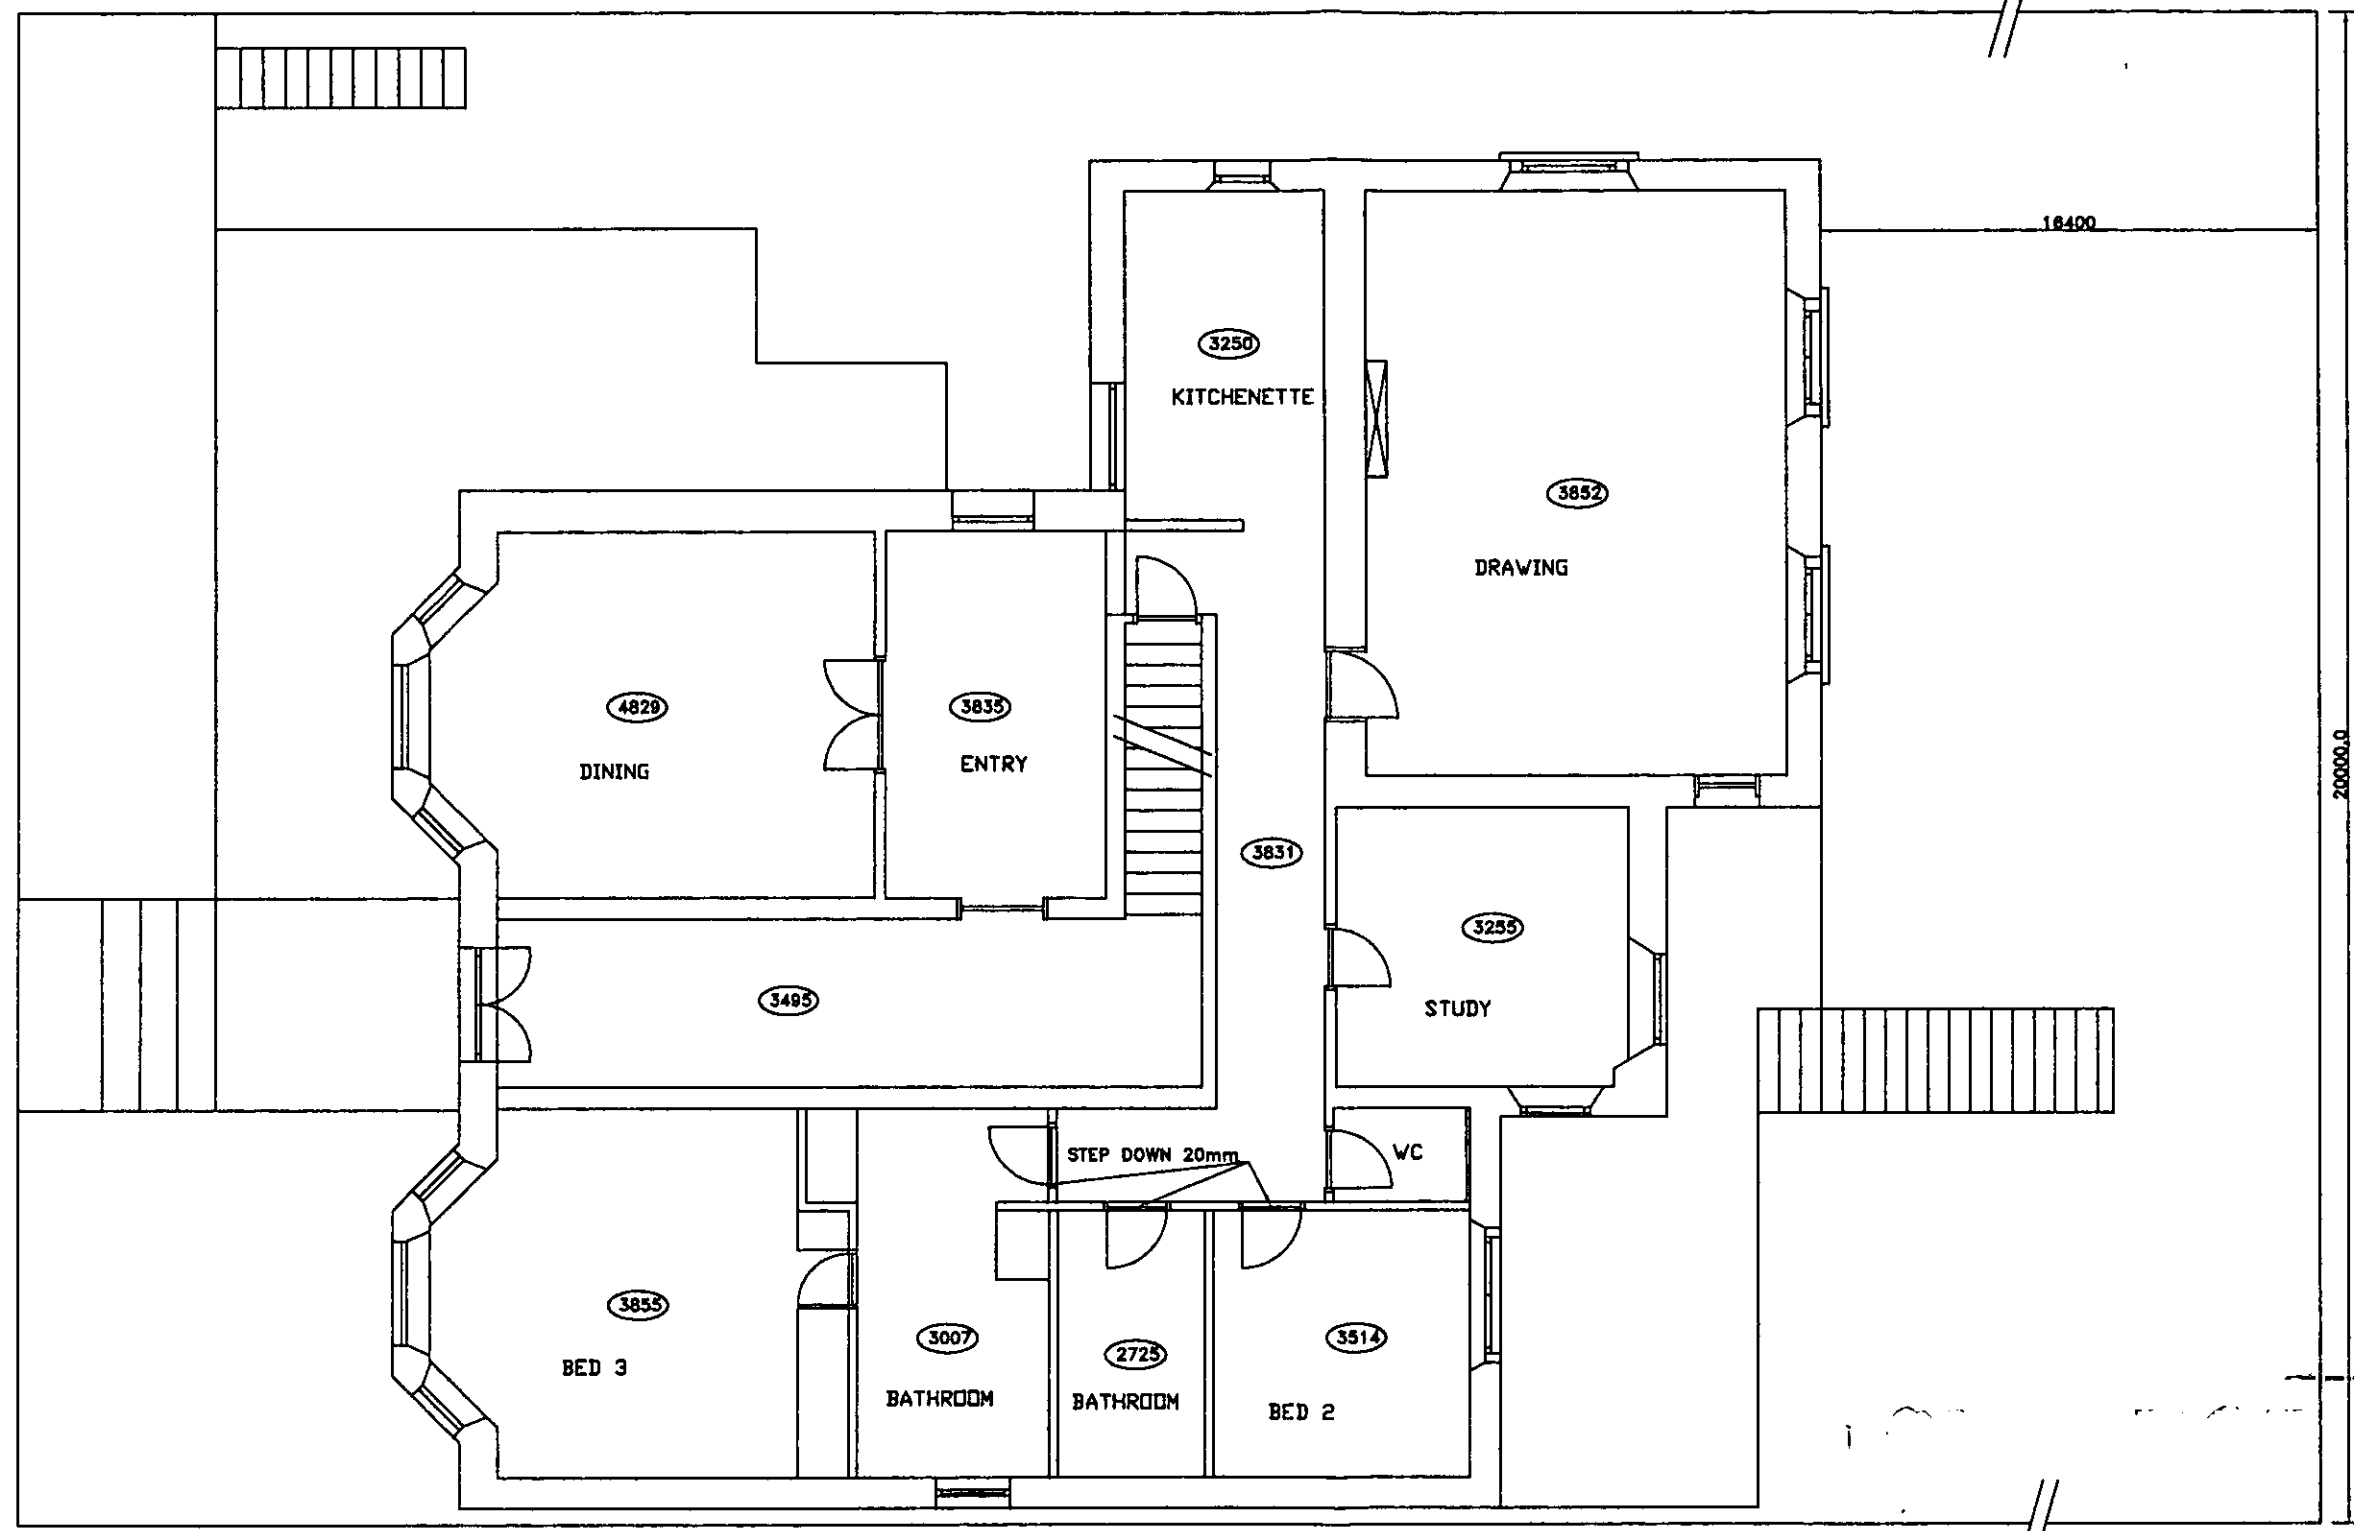 16400
3250
KITCHENETTE
3852
DRAWING
4829
DINING
3835
ENTRY
20000,0
3831
3255
STUDY
3495
STEP DOWN 20mm
WC
3855
BED 3
3007
BATHROOM
2725
BATHROOM
3514
BED 2